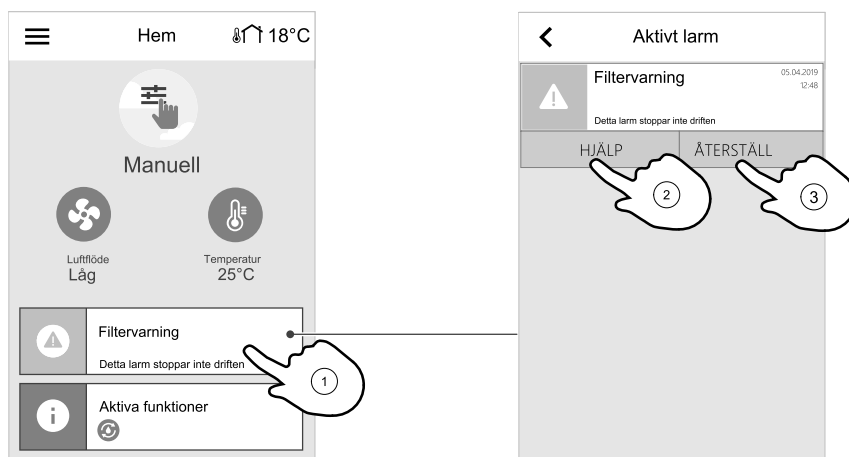 Hem
18°C
Manuell
Luftflöde
Låg
Temperatur
25°C
Filtervarning
Detta larm stoppar inte driften
1
Aktiva funktioner
Aktivt larm
Filtervarning
05.04.2019
12:48
Detta larm stoppar inte driften
HJÄLP
ÅTERSTÄLL
2
3